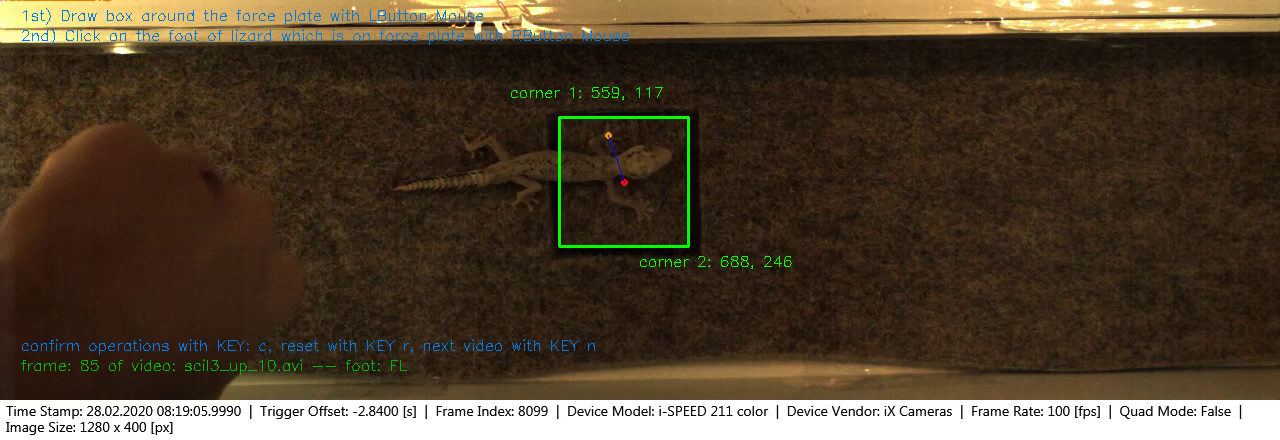 1st) Draw box around the force plate with LButton Mouse
2nd) Click on the foot of lizard which is on force plate with RButton Mouse
corner 1: 559, 117
corner 2: 688, 246
confirm operations with KEY: c, reset with KEY r, next video with KEY n
frame: 85 of video: scil3_up_10.avi -- foot: FL
Time Stamp: 28.02.2020 08:19:05.9990 | Trigger Offset: -2.8400 [s] | Frame Index: 8099 | Device Model: i-SPEED 211 color | Device Vendor: iX Cameras | Frame Rate: 100 [fps] | Quad Mode: False |
Image Size: 1280 x 400 [px]